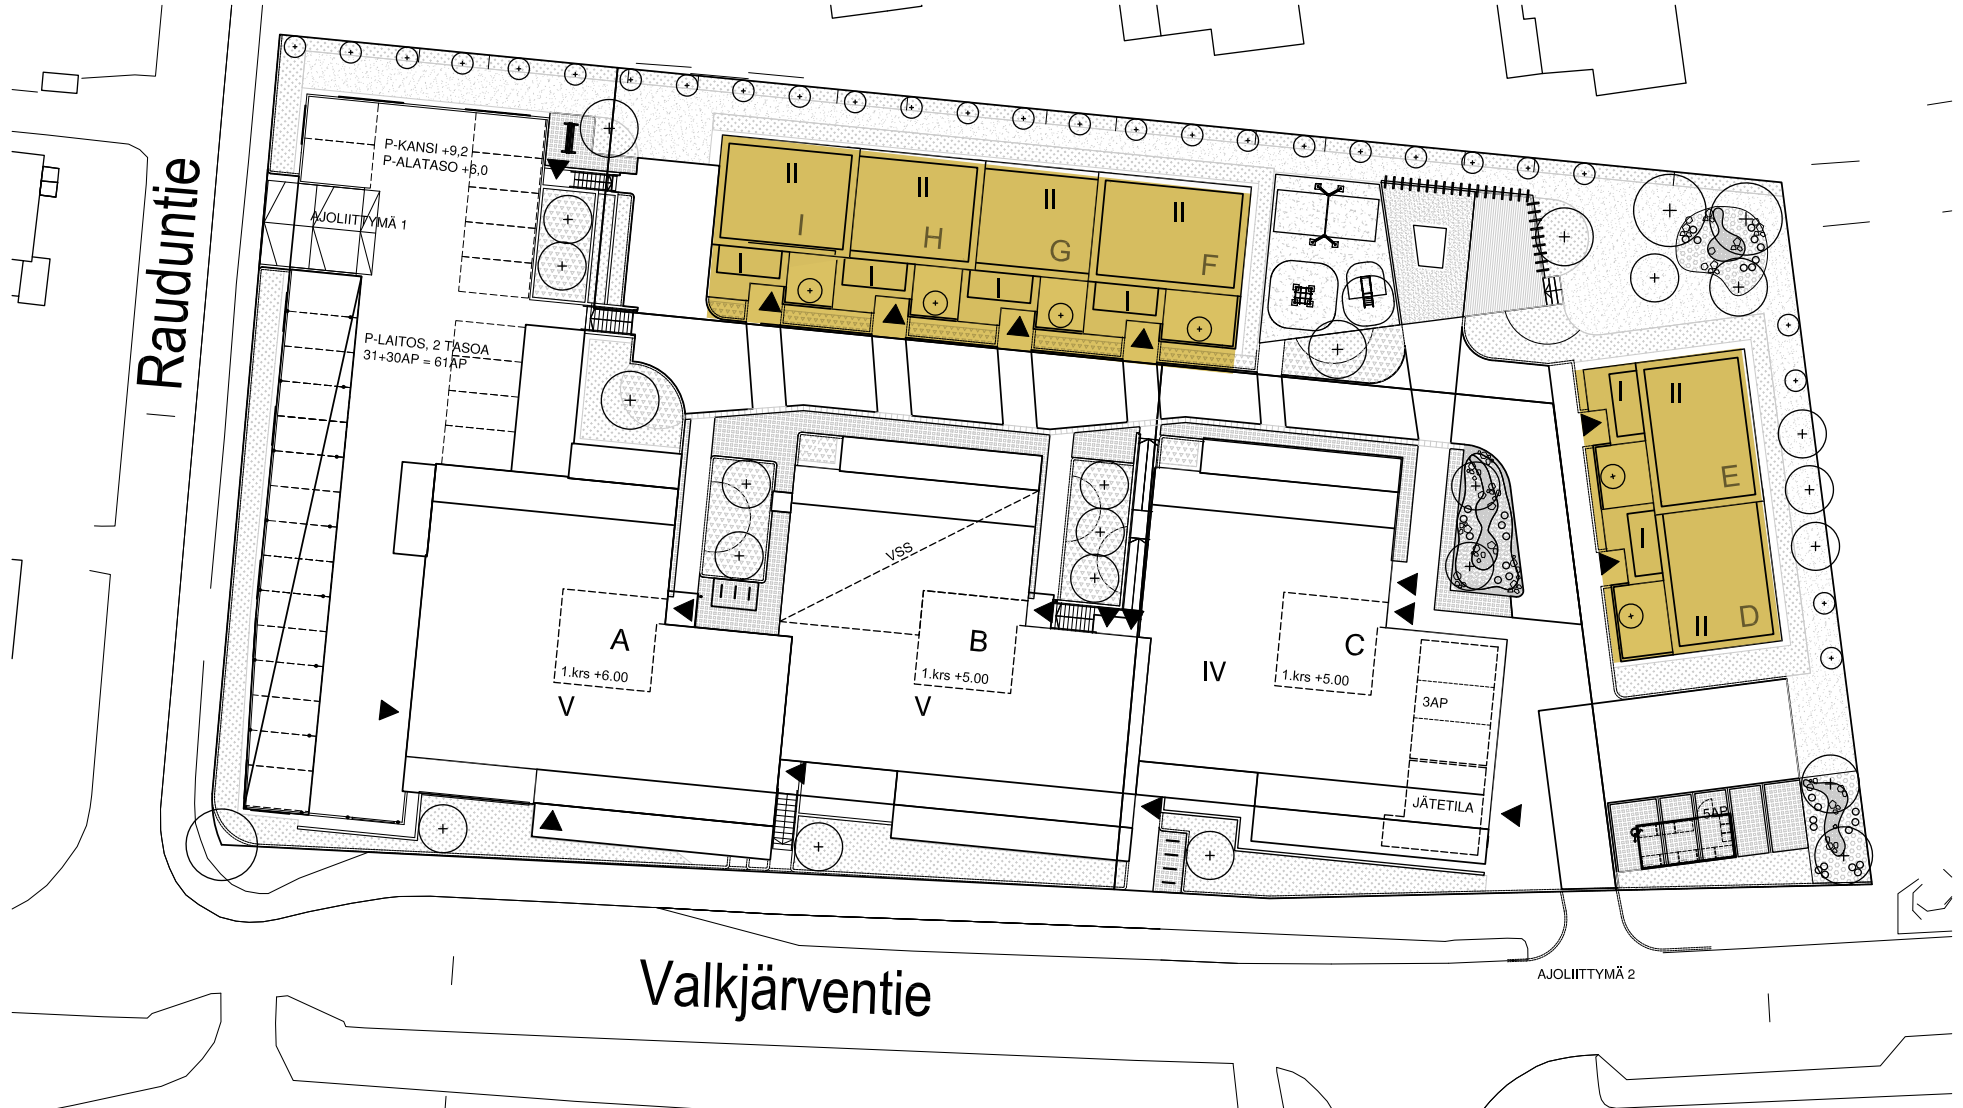 I
P-KANSI +9,2
P-ALATASO +6,0
Rauduntie
AJOLIITTYMÄ 1
P-LAITOS, 2 TASOA
31+30AP = 61AP
II
II
II
II
I
H
G
F
I
I
I
I
I
II
E
I
D
II
VSS
A
1.krs +6.00
V
B
1.krs +5.00
V
IV
C
1.krs +5.00
3AP
JÄTETILA
5AP
Valkjärventie
AJOLIITTYMÄ 2